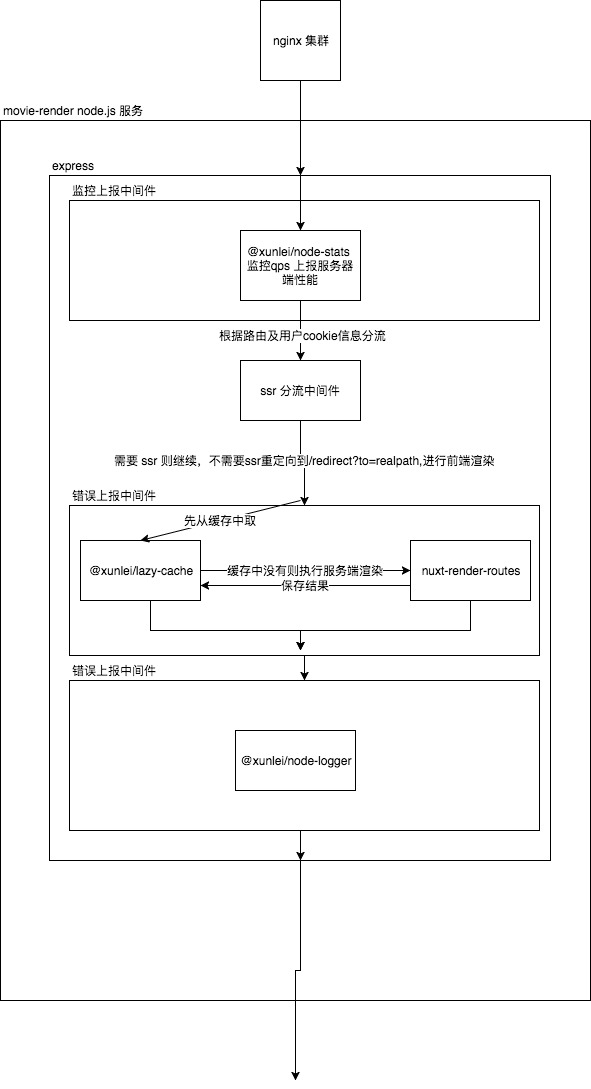 nginx 集群
movie-render node.js 服务
express
监控上报中间件
@xunlei/node-stats
监控qps 上报服务器
端性能
根据路由及用户cookie信息分流
ssr 分流中间件
需要 ssr 则继续，不需要ssr重定向到/redirect?to=realpath,进行前端渲染
错误上报中间件
先从缓存中取
@xunlei/lazy-cache
缓存中没有则执行服务端渲染
保存结果
nuxt-render-routes
错误上报中间件
@xunlei/node-logger